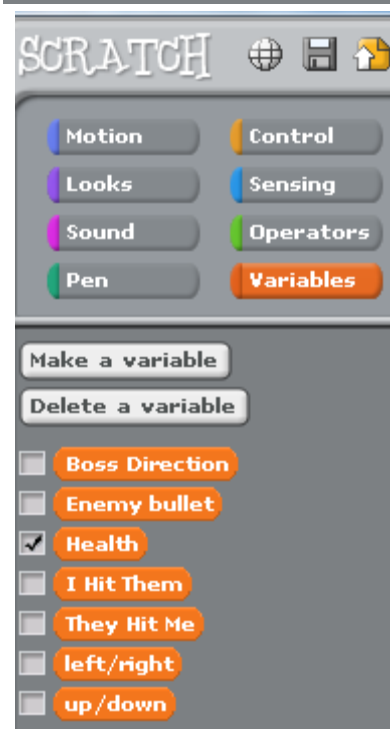 SCRATCH
Motion
Control
Looks
Sensing
Sound
Operators
Pen
Variables
Make a variable
Delete a variable
Boss Direction
Enemy bullet
Health
I Hit Them
They Hit Me
left/right
up/down